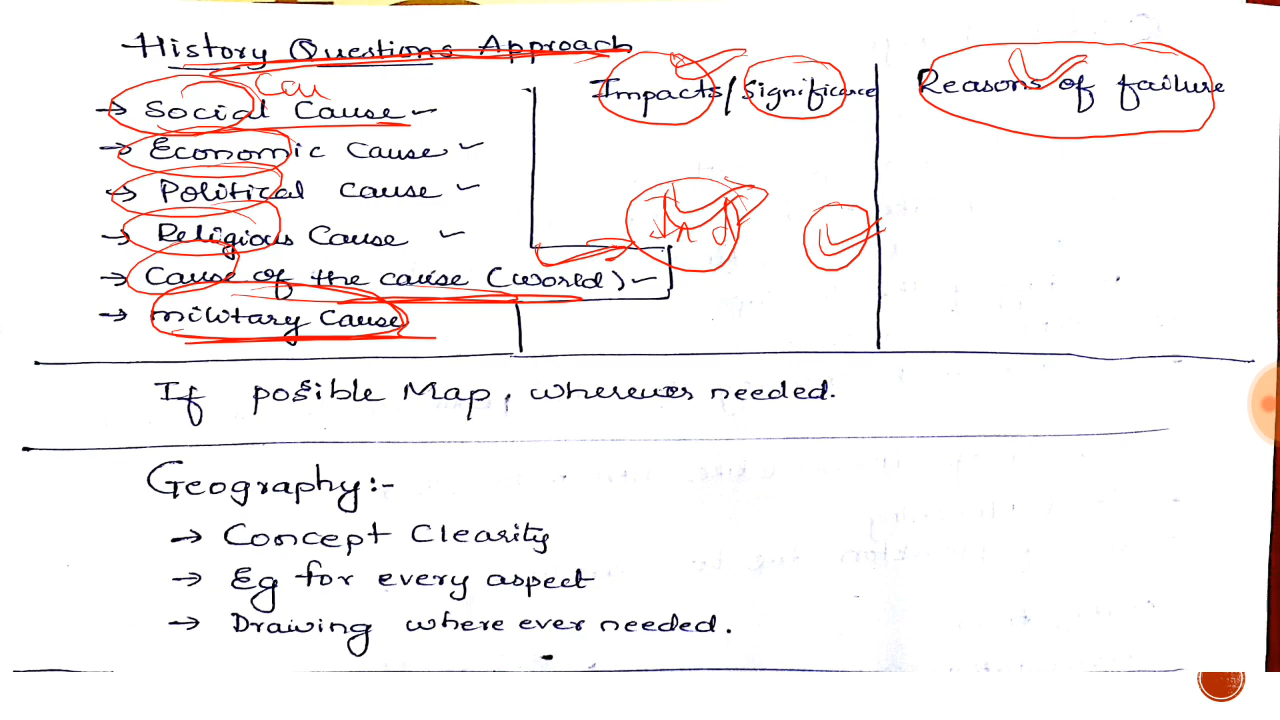 History Questions Approach
Cau
→ Social Cause
→ Economic Cause
→ Political Cause
→ Religious Cause
→ Cause of the cause (world)
→ military Cause
Impacts/Significance
Reasons of failure
If possible Map, wherever needed.
Geography:-
→ Concept Clearity
→ Eg for every aspect
→ Drawing where ever needed.